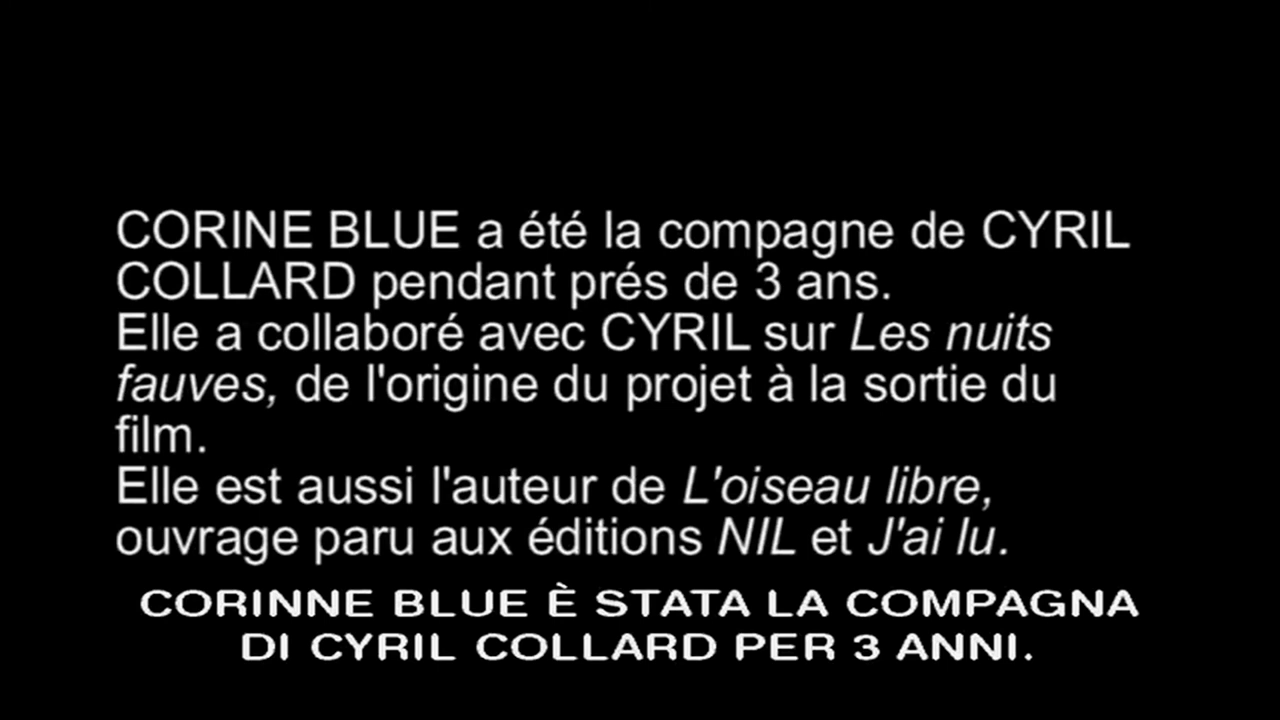 CORINE BLUE a été la compagne de CYRIL
COLLARD pendant prés de 3 ans.
Elle a collaboré avec CYRIL sur Les nuits
fauves, de l'origine du projet à la sortie du
film.
Elle est aussi l'auteur de L'oiseau libre,
ouvrage paru aux éditions NIL et J'ai lu.
CORINNE BLUE È STATA LA COMPAGNA
DI CYRIL COLLARD PER 3 ANNI.